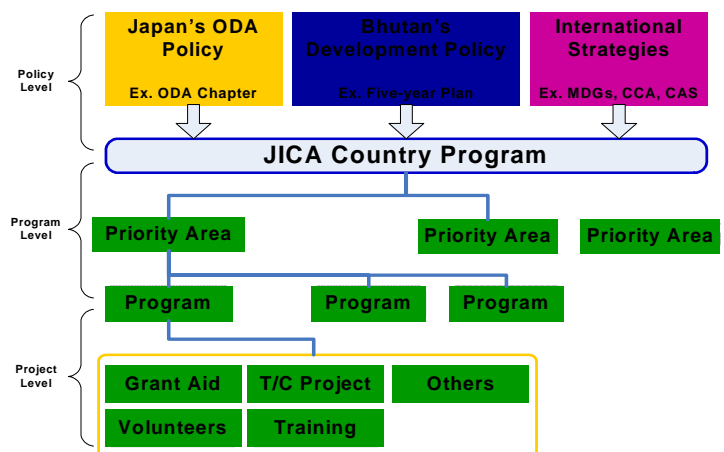 Japan's ODA
Policy
Ex. ODA Chapter
Bhutan's
Development Policy
Ex. Five-year Plan
International
Strategies
Ex. MDGs, CCA, CAS
Policy
Level
JICA Country Program
Program
Level
Priority Area
Priority Area
Priority Area
Program
Program
Program
Project
Level
Grant Aid
T/C Project
Others
Volunteers
Training